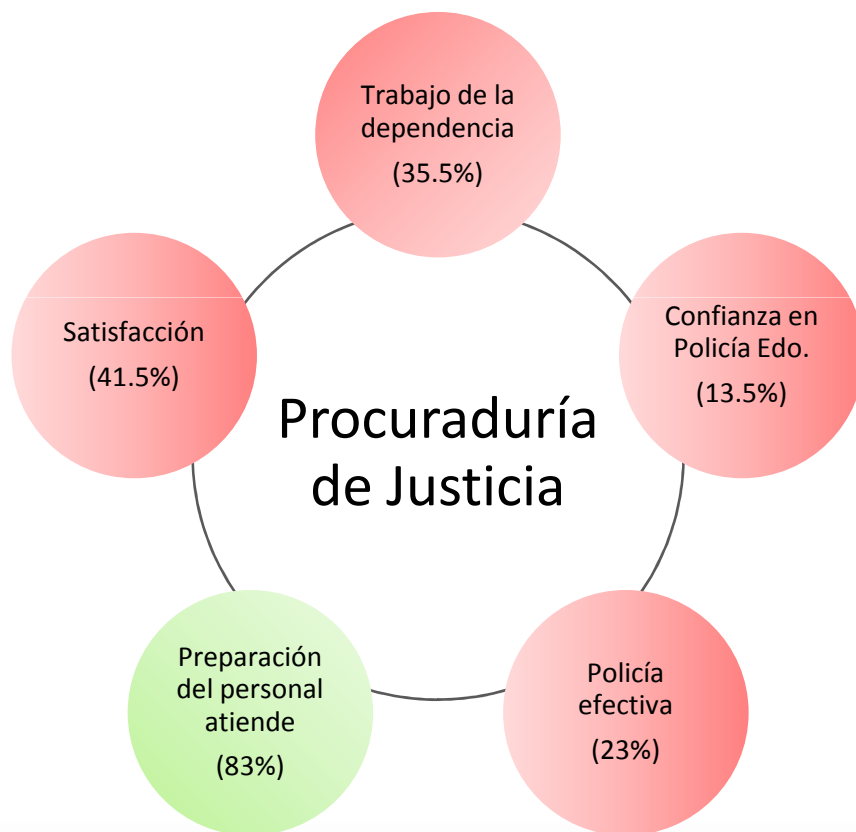 Trabajo de la
dependencia
(35.5%)
Confianza en
Policía Edo.
(13.5%)
Satisfacción
(41.5%)
Procuraduría
de Justicia
Preparación
del personal
atiende
(83%)
Policía
efectiva
(23%)